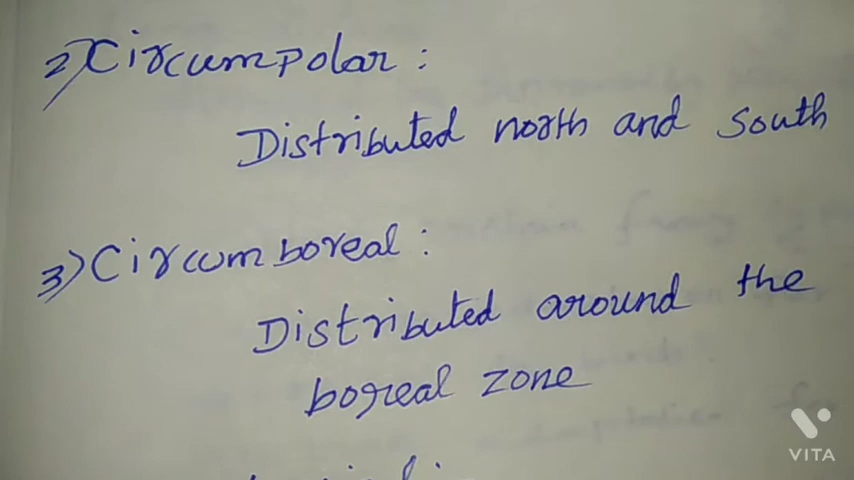 2) Circumpolar :
Distributed north and south
3) Circumboreal :
Distributed around the
boreal zone
VITA